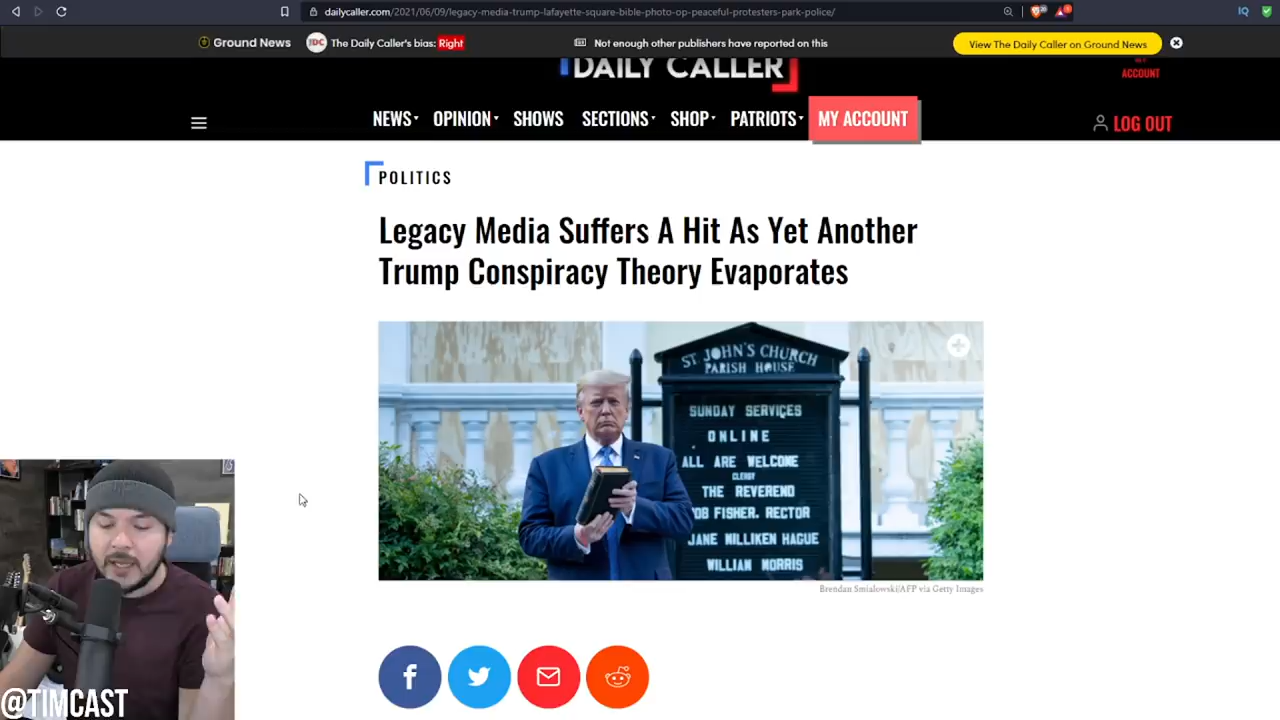 dailycaller.com/2021/06/09/legacy-media-trump-lafayette-square-bible-photo-op-peaceful-protesters-park-police/
Ground News
The Daily Caller's bias: Right
Not enough other publishers have reported on this
View The Daily Caller on Ground News
DAILY CALLER
MY
ACCOUNT
NEWS
OPINION
SHOWS
SECTIONS
SHOP
PATRIOTS
MY ACCOUNT
LOG OUT
POLITICS
Legacy Media Suffers A Hit As Yet Another
Trump Conspiracy Theory Evaporates
ST JOHN'S CHURCH
PARISH HOUSE
SUNDAY SERVICES
ONLINE
ALL ARE WELCOME
CLERGY
THE REVEREND
OB FISHER, RECTOR
JANE MILLIKEN HAGUE
WILLIAM MORRIS
Brendan Smialowski/AFP via Getty Images
@TIMCAST